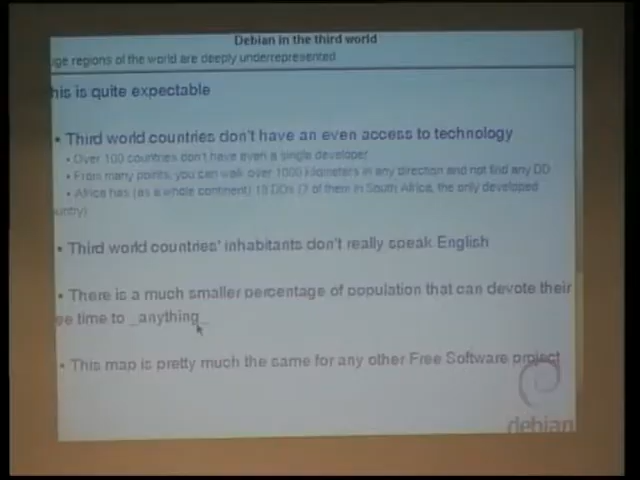 Debian in the third world
uge regions of the world are deeply underrepresented
his is quite expectable
• Third world countries don't have an even access to technology
• Over 100 countries don't have even a single developer
• From many points, you can walk over 1000 kilometers in any direction and not find any DD
• Africa has (as a whole continent) DDs (7 of them in South Africa, the only developed
untry)
• Third world countries' inhabitants don't really speak English
• There is a much smaller percentage of population that can devote their
ee time to _anything_
• This map is pretty much the same for any other Free Software project
debian